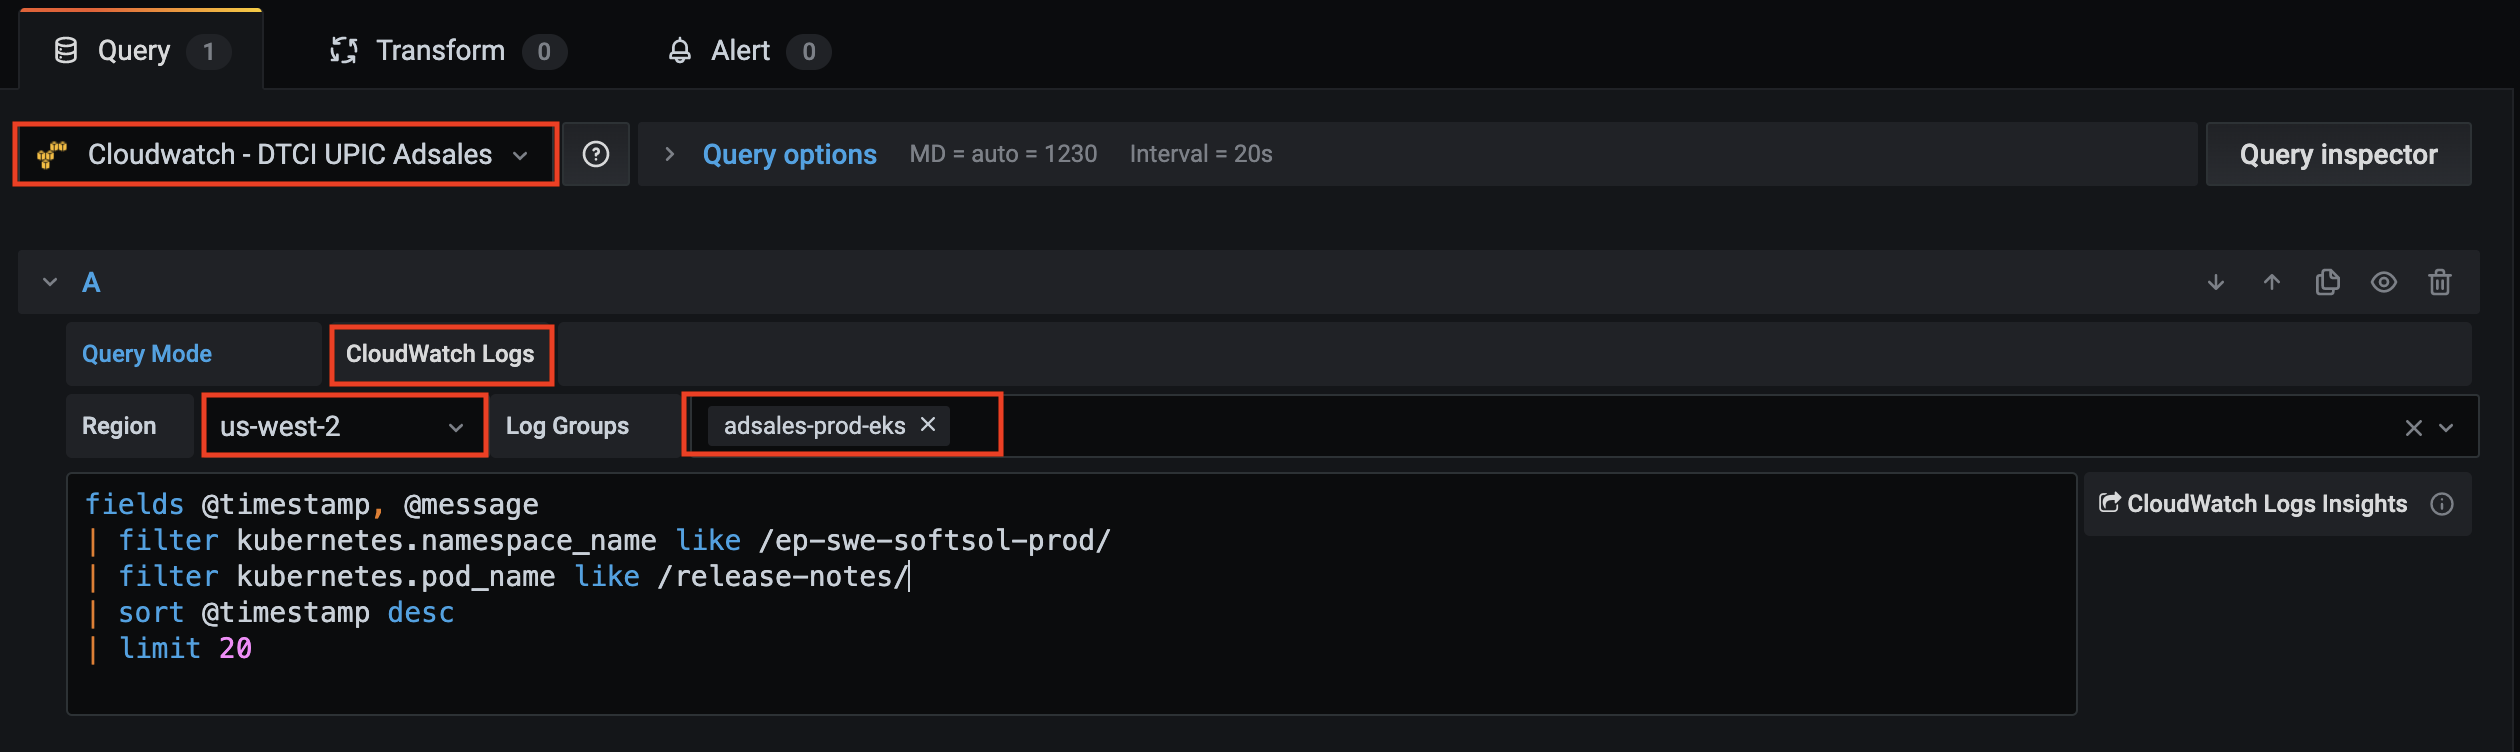 Query 1 Transform 0 Alert 0
Cloudwatch - DTCI UPIC Adsales Query options MD = auto = 1230 Interval = 20s Query inspector
A
Query Mode CloudWatch Logs
Region us-west-2 Log Groups adsales-prod-eks
fields @timestamp, @message
| filter kubernetes.namespace_name like /ep-swe-softsol-prod/
| filter kubernetes.pod_name like /release-notes/
| sort @timestamp desc
| limit 20
CloudWatch Logs Insights